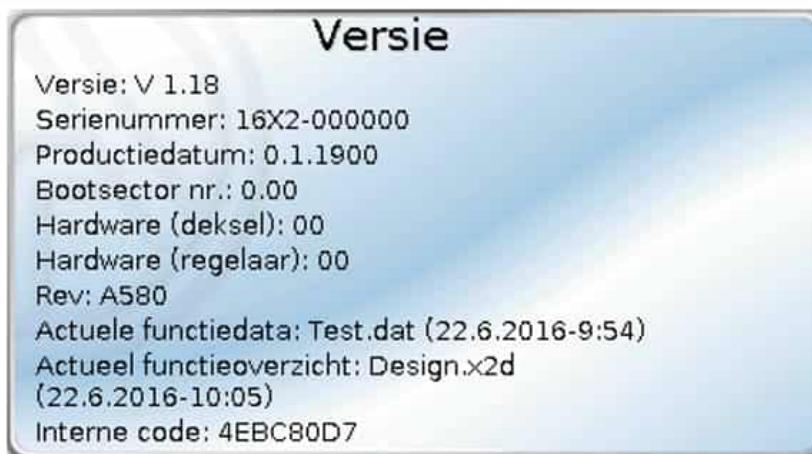 Versie
Versie: V 1.18
Serienummer: 16X2-000000
Productiedatum: 0.1.1900
Bootsector nr.: 0.00
Hardware (deksel): 00
Hardware (regelaar): 00
Rev: A580
Actuele functiedata: Test.dat (22.6.2016-9:54)
Actueel functieoverzicht: Design.x2d
(22.6.2016-10:05)
Interne code: 4EBC80D7